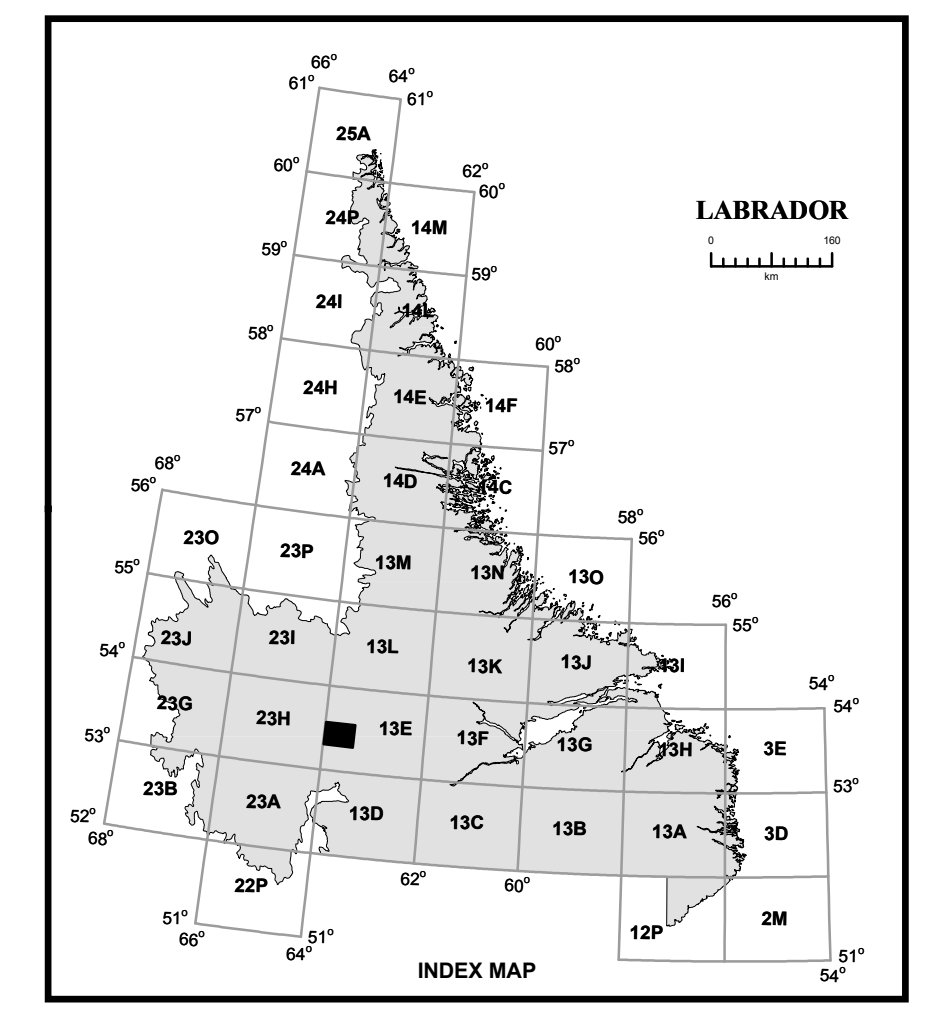 66° 64°
61° 61°
25A
60° 62°
60°
24P 14M
LABRADOR
0 160
km
59° 59°
24I 14L
58° 60°
58°
24H 14E 14F
57° 57°
24A 14D 14C
68°
56° 58°
56°
23O 23P 13M 13N 13O
55° 56°
55°
23J 23I 13L 13K 13J 13I
54° 54°
54°
23G 23H 13E 13F 13G 13H 3E
53° 53°
23B 23A 13D 13C 13B 13A 3D
52°
68°
62° 60°
22P
51° 51°
66° 64°
12P 2M
51°
54°
INDEX MAP